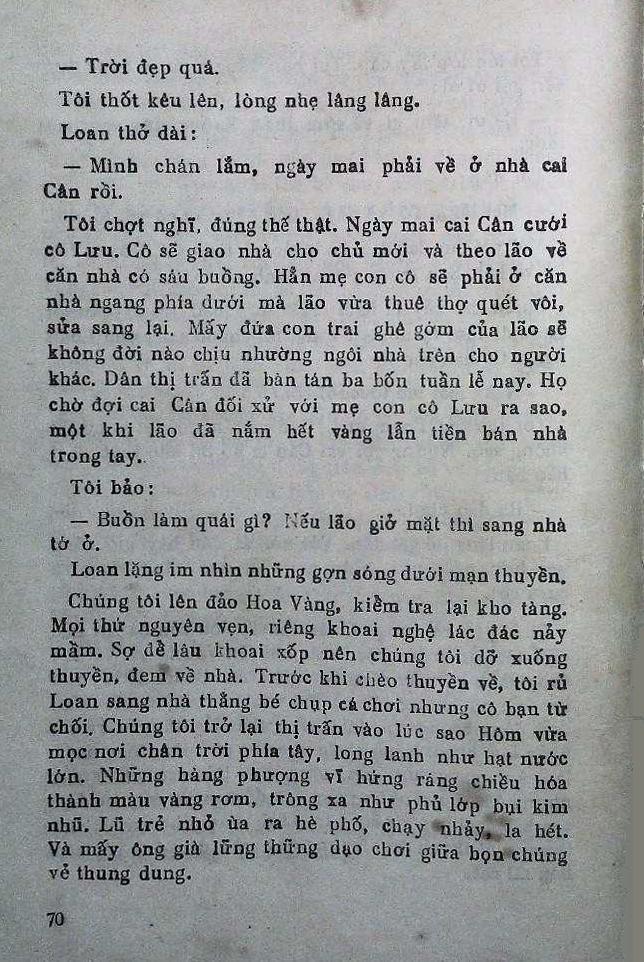 — Trời đẹp quá.
Tôi thốt kêu lên, lòng nhẹ lâng lâng.
Loan thở dài :
— Mình chán lắm, ngày mai phải về ở nhà cai
Cân rồi.
Tôi chợt nghĩ, đúng thế thật. Ngày mai cai Cân cưới
cô Lưu. Cô sẽ giao nhà cho chủ mới và theo lão về
căn nhà có sáu buồng. Hẳn mẹ con cô sẽ phải ở căn
nhà ngang phía dưới mà lão vừa thuê thợ quét vôi,
sửa sang lại. Mấy đứa con trai ghê gớm của lão sẽ
không đời nào chịu nhường ngôi nhà trên cho người
khác. Dân thị trấn đã bàn tán ba bốn tuần lễ nay. Họ
chờ đợi cai Cân đối xử với mẹ con cô Lưu ra sao,
một khi lão đã nắm hết vàng lẫn tiền bán nhà
trong tay.
Tôi bảo :
— Buồn làm quái gì? Nếu lão giở mặt thì sang nhà
tớ ở.
Loan lặng im nhìn những gợn sóng dưới mạn thuyền.
Chúng tôi lên đảo Hoa Vàng, kiểm tra lại kho tàng.
Mọi thứ nguyên vẹn, riêng khoai nghệ lác đác nảy
mầm. Sợ để lâu khoai xốp nên chúng tôi dỡ xuống
thuyền, đem về nhà. Trước khi chèo thuyền về, tôi rủ
Loan sang nhà thằng bé chụp cá chơi nhưng cô bạn từ
chối. Chúng tôi trở lại thị trấn vào lúc sao Hôm vừa
mọc nơi chân trời phía tây, long lanh như hạt nước
lớn. Những hàng phượng vĩ hứng ráng chiều hóa
thành màu vàng rơm, trông xa như phủ lớp bụi kim
nhũ. Lũ trẻ nhỏ ùa ra hè phố, chạy nhảy, la hét.
Và mấy ông già lững thững dạo chơi giữa bọn chúng
vẻ thung dung.
70